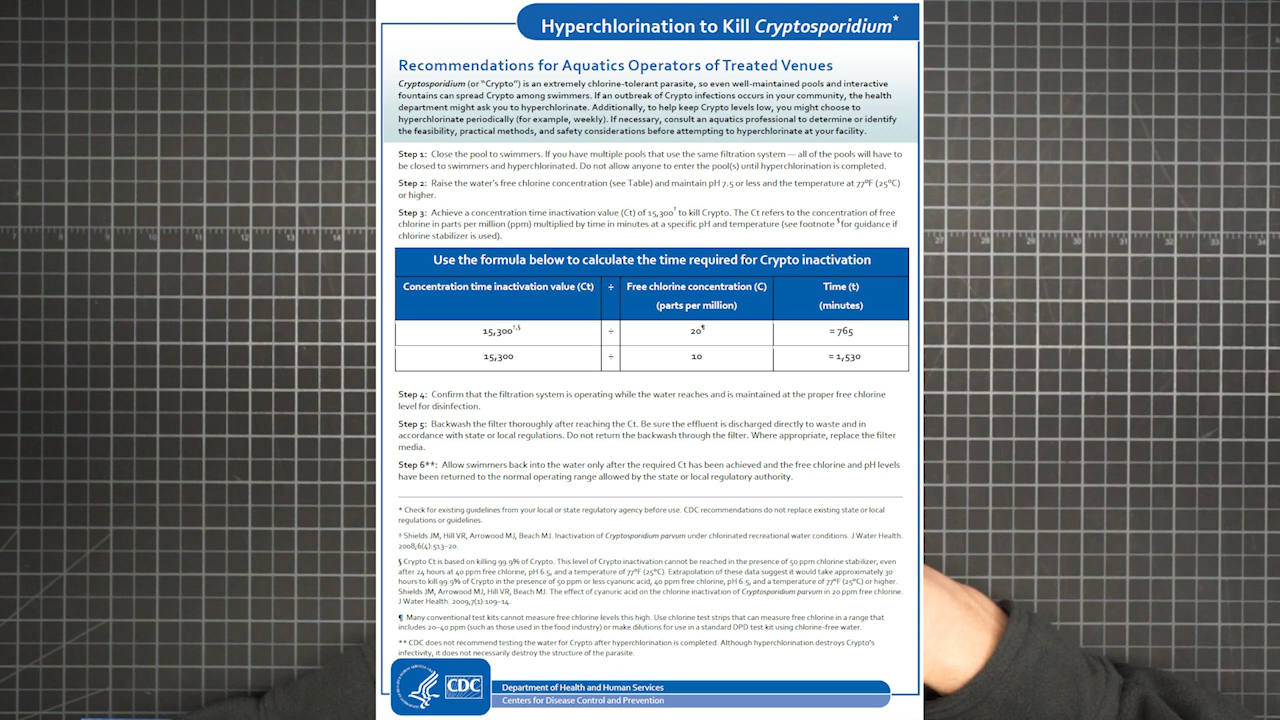 Hyperchlorination to Kill Cryptosporidium*
Recommendations for Aquatics Operators of Treated Venues
Cryptosporidium (or “Crypto”) is an extremely chlorine-tolerant parasite, so even well-maintained pools and interactive
fountains can spread Crypto among swimmers. If an outbreak of Crypto infections occurs in your community, the health
department might ask you to hyperchlorinate. Additionally, to help keep Crypto levels low, you might choose to
hyperchlorinate periodically (for example, weekly). If necessary, consult an aquatics professional to determine or identify
the feasibility, practical methods, and safety considerations before attempting to hyperchlorinate at your facility.
Step 1: Close the pool to swimmers. If you have multiple pools that use the same filtration system — all of the pools will have to
be closed to swimmers and hyperchlorinated. Do not allow anyone to enter the pool(s) until hyperchlorination is completed.
Step 2: Raise the water’s free chlorine concentration (see Table) and maintain pH 7.5 or less and the temperature at 77°F (25°C)
or higher.
Step 3: Achieve a concentration time inactivation value (Ct) of 15,300† to kill Crypto. The Ct refers to the concentration of free
chlorine in parts per million (ppm) multiplied by time in minutes at a specific pH and temperature (see footnote § for guidance if
chlorine stabilizer is used).
Use the formula below to calculate the time required for Crypto inactivation
Concentration time inactivation value (Ct) ÷ Free chlorine concentration (C) Time (t)
(parts per million) (minutes)
15,300†,§ ÷ 20¶ = 765
15,300 ÷ 10 = 1,530
Step 4: Confirm that the filtration system is operating while the water reaches and is maintained at the proper free chlorine
level for disinfection.
Step 5: Backwash the filter thoroughly after reaching the Ct. Be sure the effluent is discharged directly to waste and in
accordance with state or local regulations. Do not return the backwash through the filter. Where appropriate, replace the filter
media.
Step 6**: Allow swimmers back into the water only after the required Ct has been achieved and the free chlorine and pH levels
have been returned to the normal operating range allowed by the state or local regulatory authority.
* Check for existing guidelines from your local or state regulatory agency before use. CDC recommendations do not replace existing state or local
regulations or guidelines.
† Shields JM, Hill VR, Arrowood MJ, Beach MJ. Inactivation of Cryptosporidium parvum under chlorinated recreational water conditions. J Water Health.
2008;6(4):513–20.
§ Crypto Ct is based on killing 99.9% of Crypto. This level of Crypto inactivation cannot be reached in the presence of 50 ppm chlorine stabilizer, even
after 24 hours at 40 ppm free chlorine, pH 6.5, and a temperature of 77°F (25°C). Extrapolation of these data suggest it would take approximately 30
hours to kill 99.9% of Crypto in the presence of 50 ppm or less cyanuric acid, 40 ppm free chlorine, pH 6.5, and a temperature of 77°F (25°C) or higher.
Shields JM, Arrowood MJ, Hill VR, Beach MJ. The effect of cyanuric acid on the chlorine inactivation of Cryptosporidium parvum in 20 ppm free chlorine.
J Water Health. 2009;7(1):109–14.
¶ Many conventional test kits cannot measure free chlorine levels this high. Use chlorine test strips that can measure free chlorine in a range that
includes 20–40 ppm (such as those used in the food industry) or make dilutions for use in a standard DPD test kit using chlorine-free water.
** CDC does not recommend testing the water for Crypto after hyperchlorination is completed. Although hyperchlorination destroys Crypto’s
infectivity, it does not necessarily destroy the structure of the parasite.
CDC
Department of Health and Human Services
Centers for Disease Control and Prevention